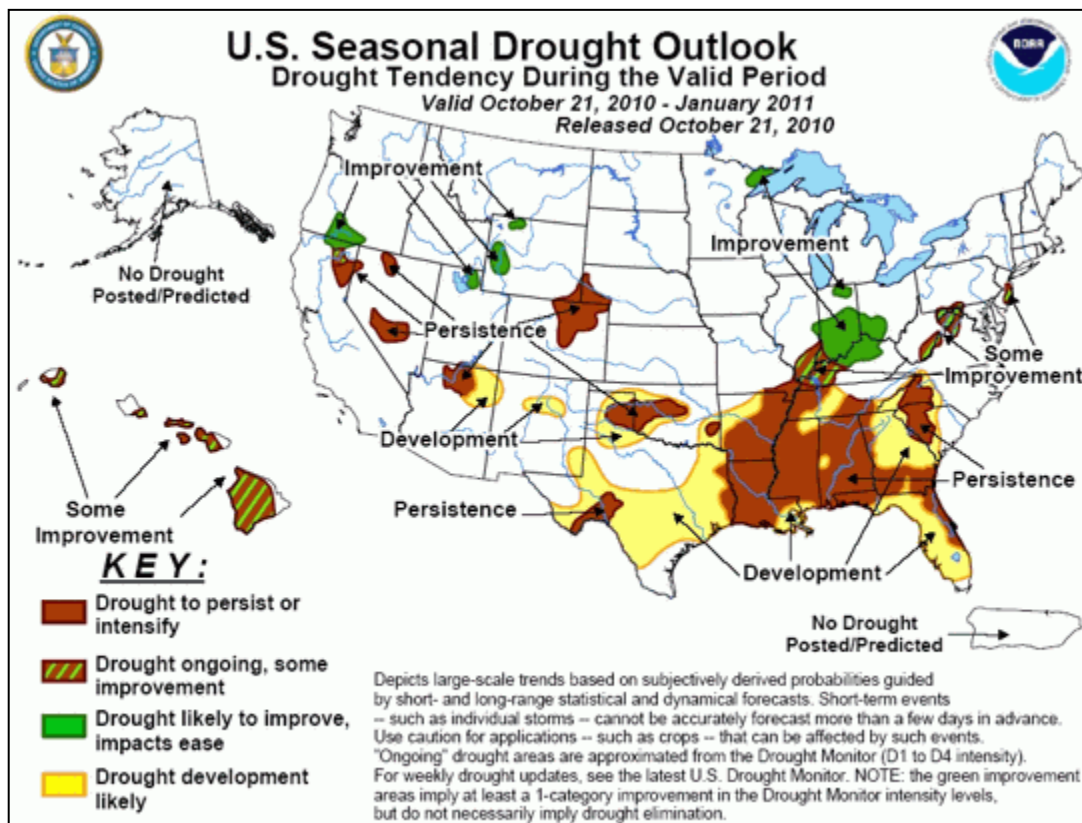 U.S. Seasonal Drought Outlook
Drought Tendency During the Valid Period
Valid October 21, 2010 - January 2011
Released October 21, 2010
NOAA
Improvement
Improvement
No Drought
Posted/Predicted
Persistence
Some
Improvement
Development
Some
Improvement
Persistence
Persistence
Development
No Drought
Posted/Predicted
KEY:
Drought to persist or
intensify
Drought ongoing, some
improvement
Drought likely to improve,
impacts ease
Drought development
likely
Depicts large-scale trends based on subjectively derived probabilities guided
by short- and long-range statistical and dynamical forecasts. Short-term events
-- such as individual storms -- cannot be accurately forecast more than a few days in advance.
Use caution for applications -- such as crops -- that can be affected by such events.
"Ongoing" drought areas are approximated from the Drought Monitor (D1 to D4 intensity).
For weekly drought updates, see the latest U.S. Drought Monitor. NOTE: the green improvement
areas imply at least a 1-category improvement in the Drought Monitor intensity levels,
but do not necessarily imply drought elimination.